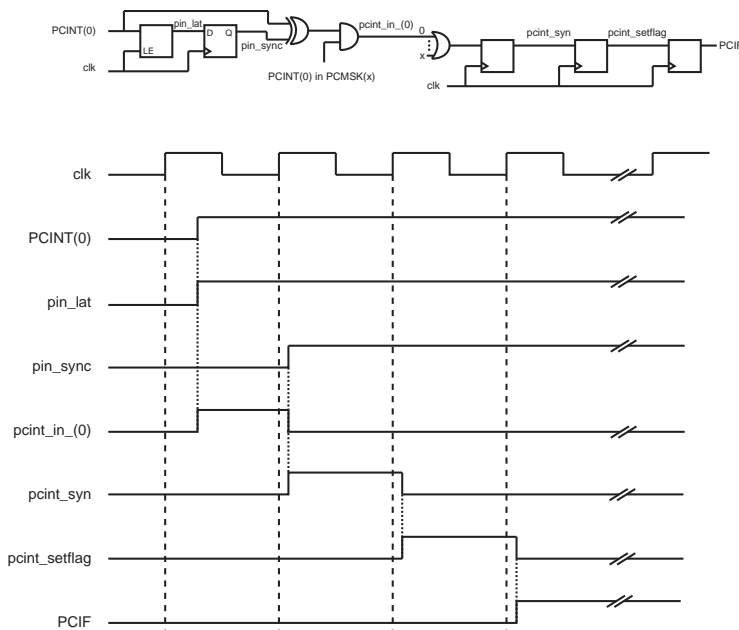 PCINT(0)
pin_lat
D Q
LE
pin_sync
clk
PCINT(0) in PCMSK(x)
pcint_in_(0)
0
x
clk
pcint_syn
pcint_setflag
clk
PCINT(0)
pin_lat
pin_sync
pcint_in_(0)
pcint_syn
pcint_setflag
PCIF